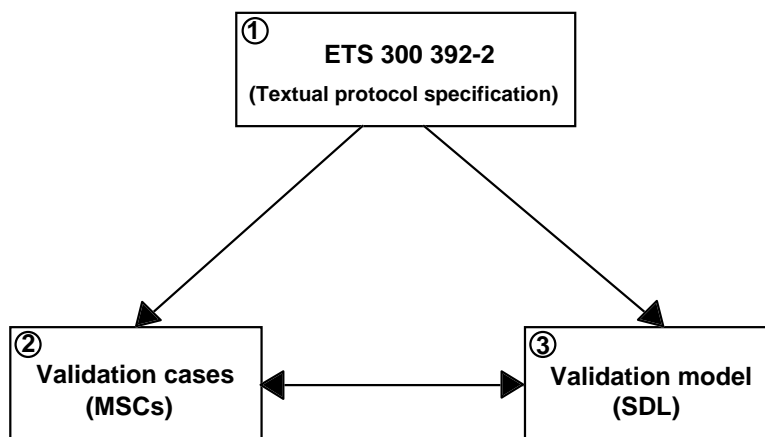 ①
ETS 300 392-2
(Textual protocol specification)
②
Validation cases
(MSCs)
③
Validation model
(SDL)